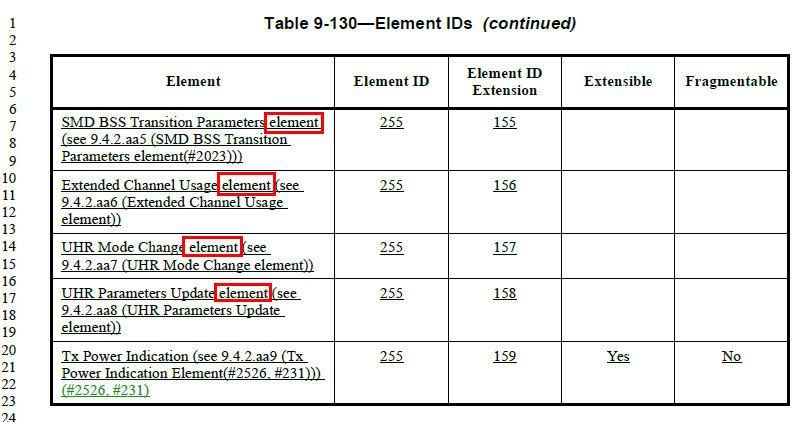 Table 9-130—Element IDs (continued)
1
2
3
4
5
6
7
8
9
10
11
12
13
14
15
16
17
18
19
20
21
22
23
24
Element
Element ID
Element ID
Extension
Extensible
Fragmentable
SMD BSS Transition Parameters element
(see 9.4.2.aa5 (SMD BSS Transition
Parameters element(#2023)))
255
155
Extended Channel Usage element (see
9.4.2.aa6 (Extended Channel Usage
element))
255
156
UHR Mode Change element (see
9.4.2.aa7 (UHR Mode Change element))
255
157
UHR Parameters Update element (see
9.4.2.aa8 (UHR Parameters Update
element))
255
158
Tx Power Indication (see 9.4.2.aa9 (Tx
Power Indication Element(#2526, #231)))
(#2526, #231)
255
159
Yes
No